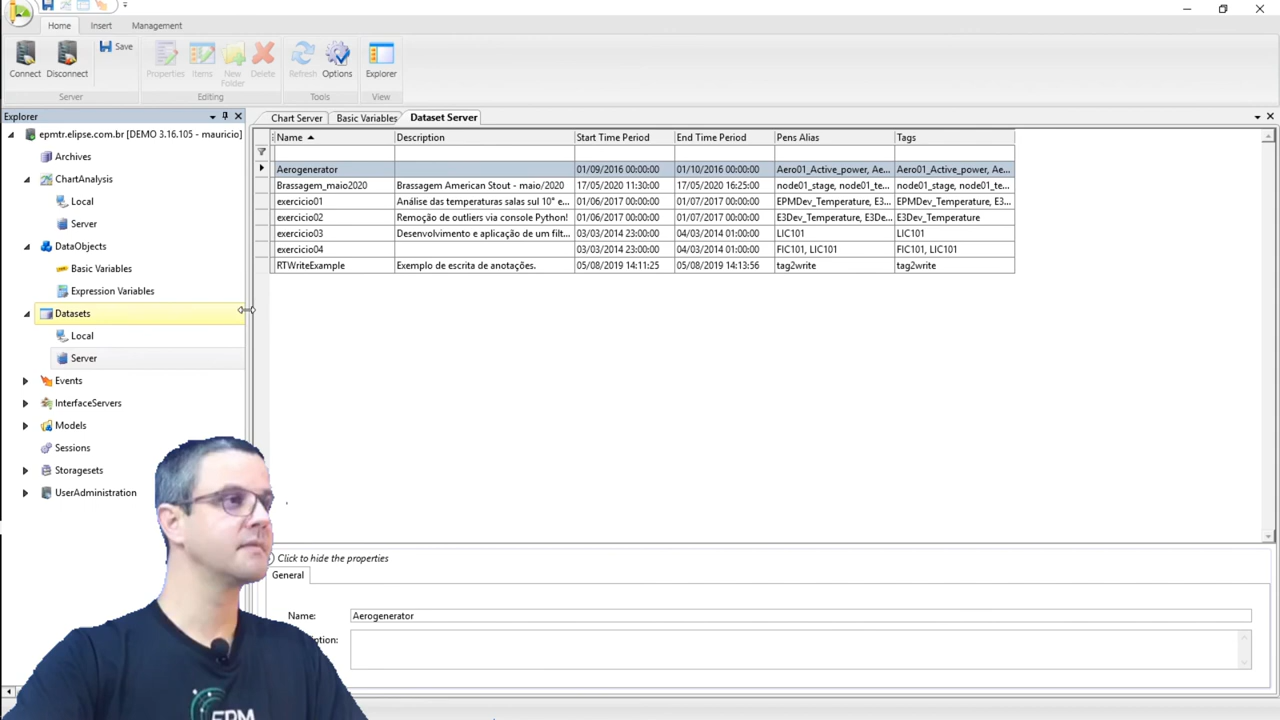 Home Insert Management
Connect Disconnect Save Properties Items New Folder Delete Refresh Options Explorer
Server Editing Tools View
Explorer
Chart Server Basic Variables Dataset Server
epmtr.elipse.com.br [DEMO 3.16.105 - mauricio]
Archives
ChartAnalysis
Local
Server
DataObjects
Basic Variables
Expression Variables
Datasets
Local
Server
Events
InterfaceServers
Models
Sessions
Storagesets
UserAdministration
Name Description Start Time Period End Time Period Pens Alias Tags
Aerogenerator 01/09/2016 00:00:00 01/10/2016 00:00:00 Aero01_Active_power, Ae... Aero01_Active_power, Ae...
Brassagem_maio2020 Brassagem American Stout - maio/2020 17/05/2020 11:30:00 17/05/2020 16:25:00 node01_stage, node01_te... node01_stage, node01_te...
exercicio01 Análise das temperaturas salas sul 10° e... 01/06/2017 00:00:00 01/07/2017 00:00:00 EPMDev_Temperature, E3... EPMDev_Temperature, E3...
exercicio02 Remoção de outliers via console Python! 01/06/2017 00:00:00 01/07/2017 00:00:00 E3Dev_Temperature, E3De... E3Dev_Temperature
exercicio03 Desenvolvimento e aplicação de um filt... 03/03/2014 23:00:00 04/03/2014 01:00:00 LIC101 LIC101
exercicio04 03/03/2014 23:00:00 04/03/2014 01:00:00 FIC101, LIC101 FIC101, LIC101
RTWriteExample Exemplo de escrita de anotações. 05/08/2019 14:11:25 05/08/2019 14:13:56 tag2write tag2write
Click to hide the properties
General
Name: Aerogenerator
ption:
EPM